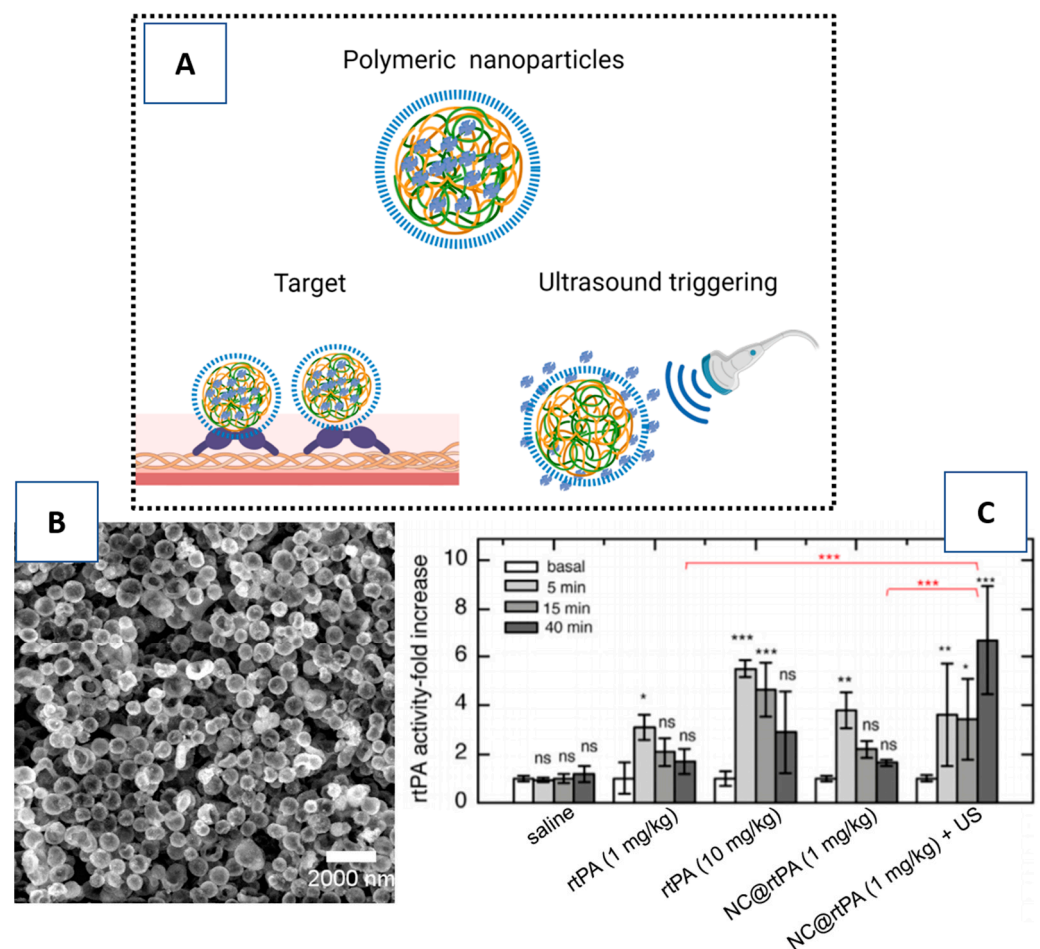 A
Polymeric nanoparticles
Target
Ultrasound triggering
B
2000 nm
C
rtPA activity-fold increase
10
8
6
4
2
0
basal
5 min
15 min
40 min
***
***
ns
ns
ns
*
ns
ns
***
***
ns
**
ns
ns
**
*
***
saline
rtPA (1 mg/kg)
rtPA (10 mg/kg)
NC@rtPA (1 mg/kg)
NC@rtPA (1 mg/kg) + US